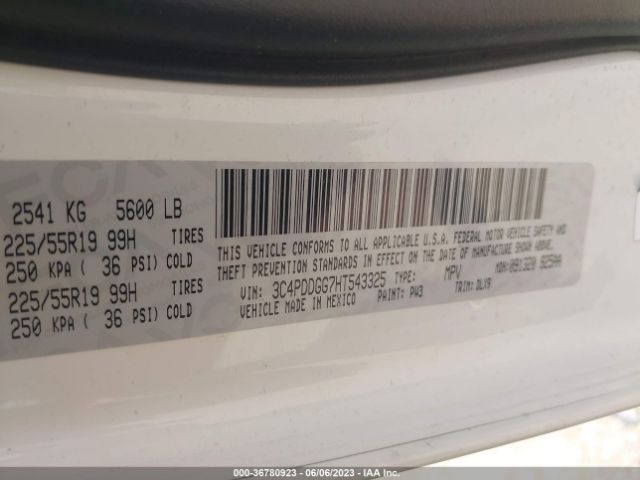 2541 KG 5600 LB
225/55R19 99H TIRES
250 KPA ( 36 PSI) COLD
225/55R19 99H TIRES
250 KPA ( 36 PSI) COLD
THIS VEHICLE CONFORMS TO ALL APPLICABLE U.S.A. FEDERAL MOTOR VEHICLE SAFETY AND
THEFT PREVENTION STANDARDS IN EFFECT ON THE DATE OF MANUFACTURE SHOWN ABOVE.
VIN: 3C4PDDGG7HT543325 TYPE: MPV MDH:
VEHICLE MADE IN MEXICO PAINT: PW3 TRIM: DLX9
000-36780923 - 06/06/2023 - IAA Inc.